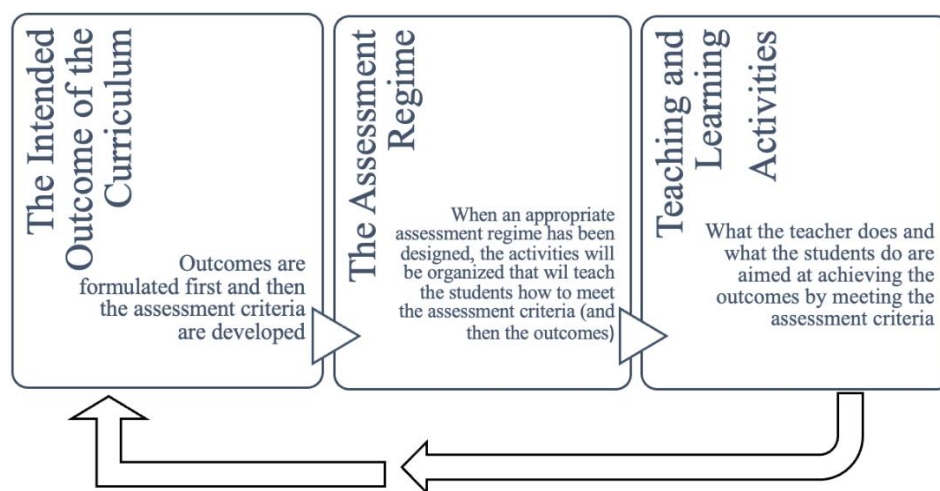 The Intended
Outcome of the
Curriculum
Outcomes are
formulated first and then
the assessment criteria
are developed
The Assessment
Regime
When an appropriate
assessment regime has been
designed, the activities will
be organized that wil teach
the students how to meet
the assessment criteria (and
then the outcomes)
Teaching and
Learning
Activities
What the teacher does and
what the students do are
aimed at achieving the
outcomes by meeting the
assessment criteria